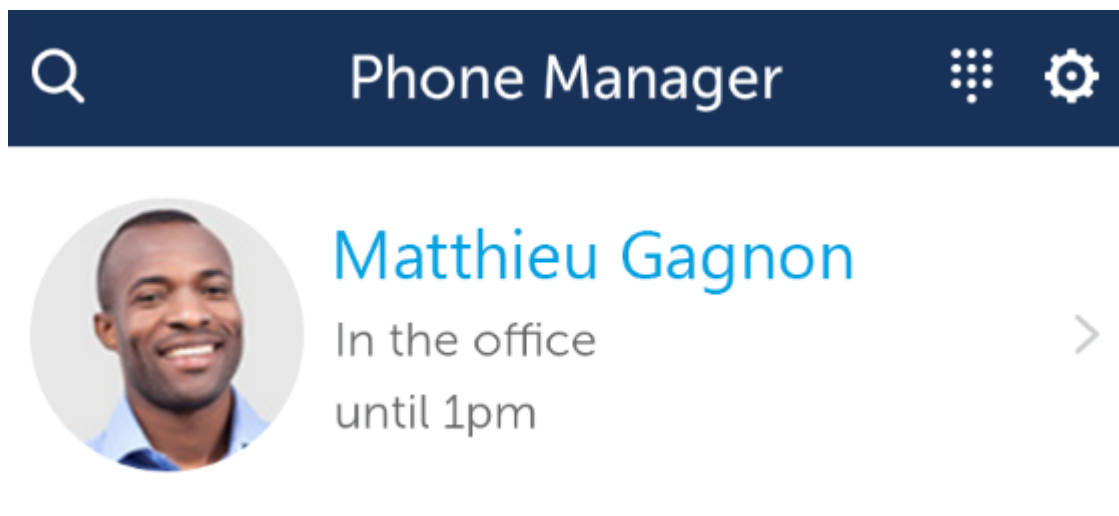 Phone Manager
Matthieu Gagnon
In the office
until 1pm